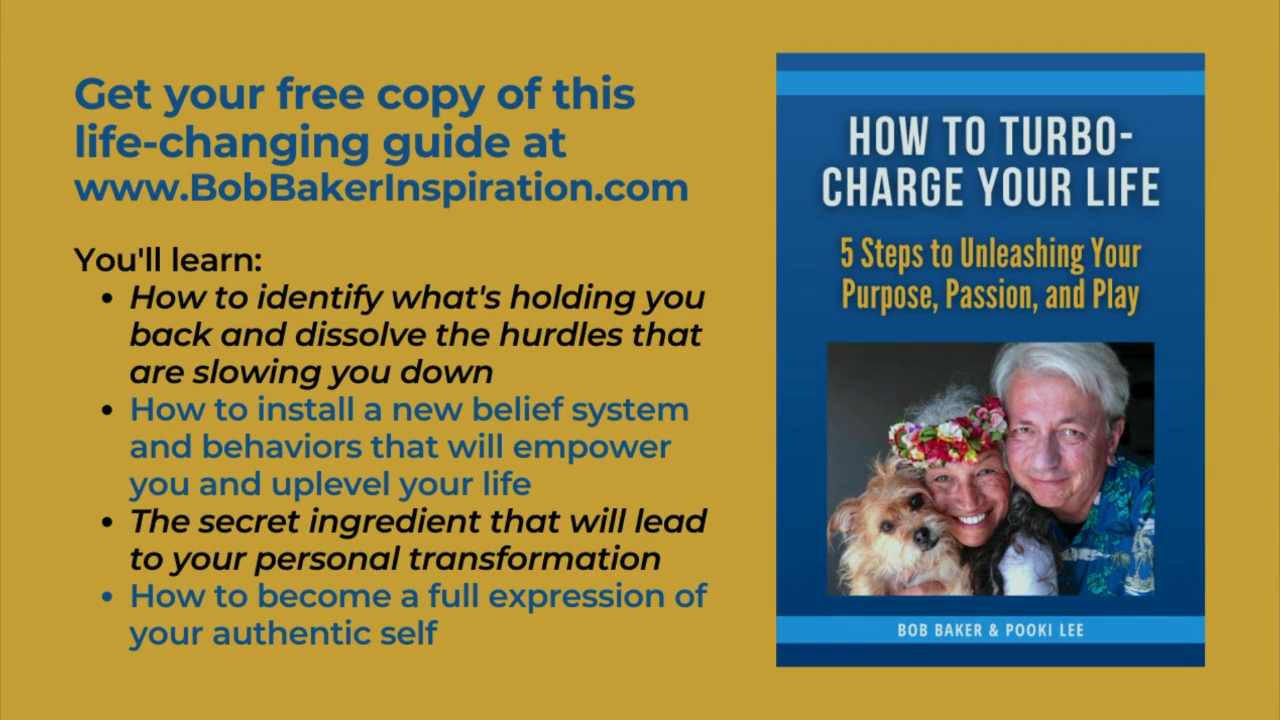 Get your free copy of this
life-changing guide at
www.BobBakerInspiration.com
You'll learn:
• How to identify what's holding you
back and dissolve the hurdles that
are slowing you down
• How to install a new belief system
and behaviors that will empower
you and uplevel your life
• The secret ingredient that will lead
to your personal transformation
• How to become a full expression of
your authentic self
HOW TO TURBO-
CHARGE YOUR LIFE
5 Steps to Unleashing Your
Purpose, Passion, and Play
BOB BAKER & POOKI LEE